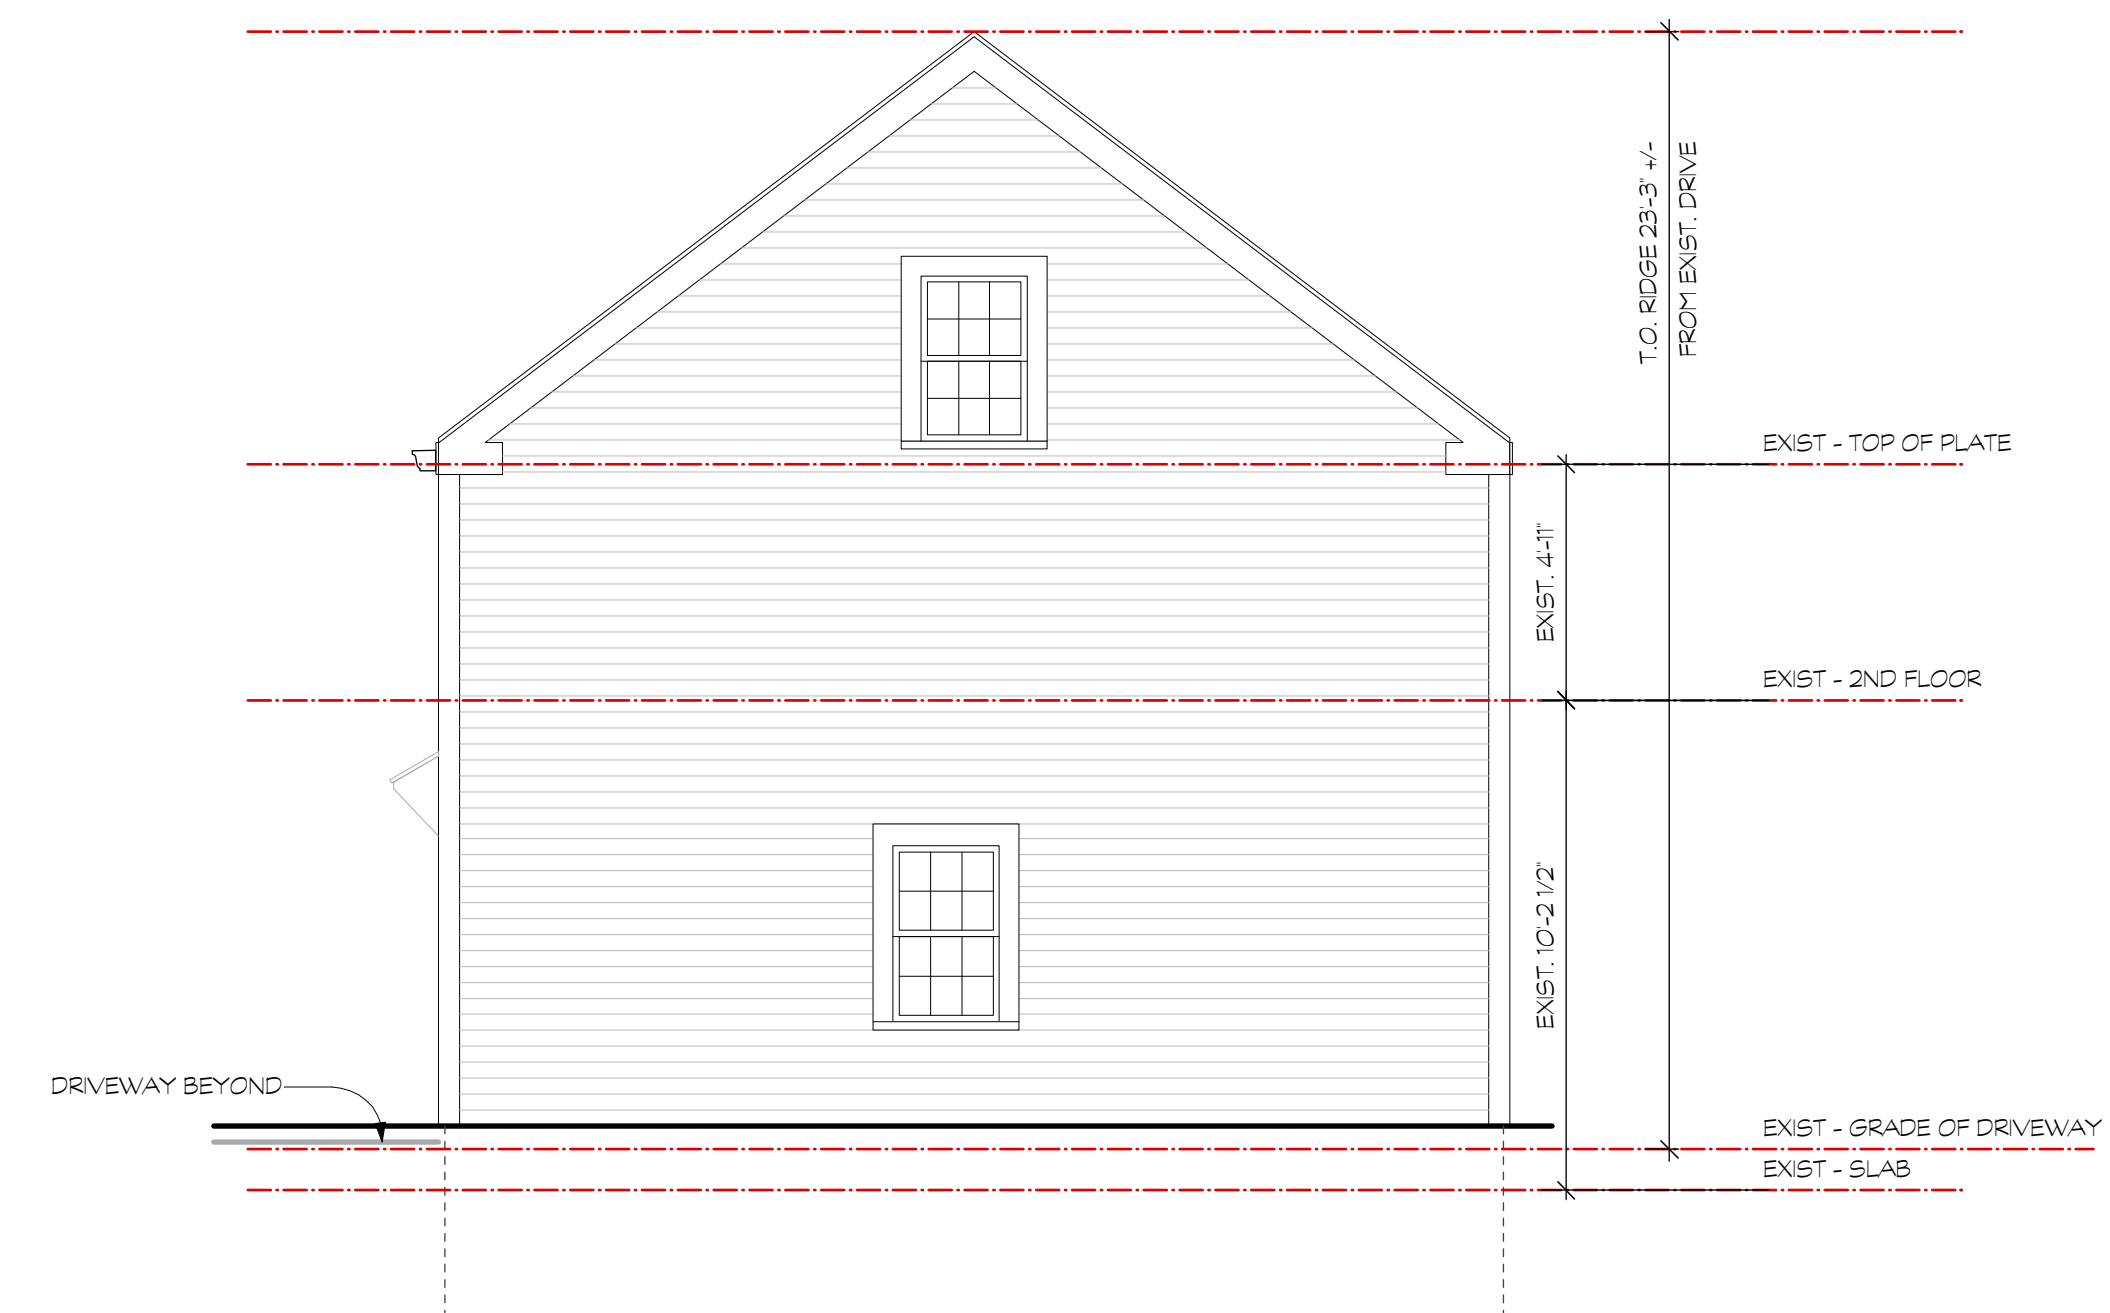 T.O. RIDGE 23'-3" +/-
FROM EXIST. DRIVE
EXIST - TOP OF PLATE
EXIST. 4'-11"
EXIST - 2ND FLOOR
EXIST. 10'-2 1/2"
DRIVEWAY BEYOND
EXIST - GRADE OF DRIVEWAY
EXIST - SLAB